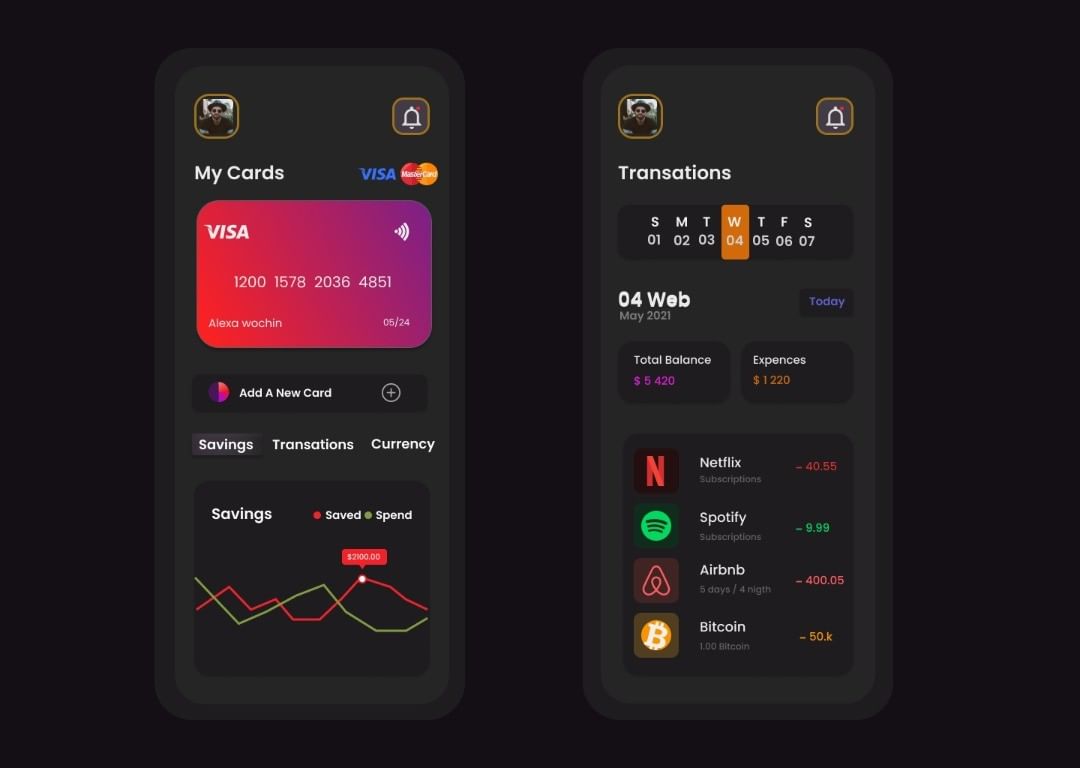 My Cards VISA MasterCard
VISA
1200 1578 2036 4851
Alexa wochin 05/24
Add A New Card
Savings Transations Currency
Savings Saved Spend
$2100.00
Transations
S M T W T F S
01 02 03 04 05 06 07
04 Web Today
May 2021
Total Balance Expences
$ 5 420 $ 1 220
Netflix – 40.55
Subscriptions
Spotify – 9.99
Subscriptions
Airbnb – 400.05
5 days / 4 nigth
Bitcoin – 50.k
1.00 Bitcoin